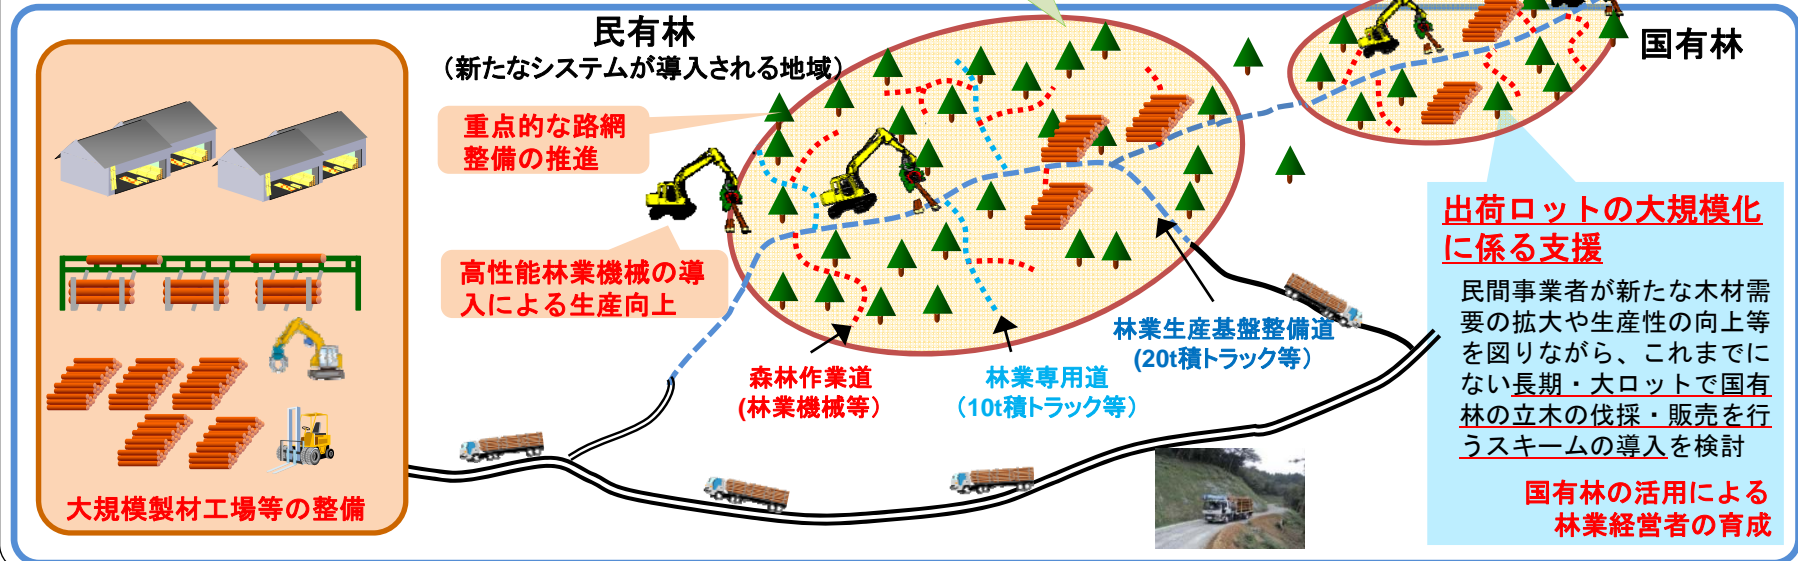 民有林
（新たなシステムが導入される地域）
国有林
重点的な路網
整備の推進
高性能林業機械の導
入による生産向上
森林作業道
(林業機械等)
林業専用道
（10t積トラック等）
林業生産基盤整備道
(20t積トラック等）
大規模製材工場等の整備
出荷ロットの大規模化
に係る支援
民間事業者が新たな木材需
要の拡大や生産性の向上等
を図りながら、これまでに
ない長期・大ロットで国有
林の立木の伐採・販売を行
うスキームの導入を検討
国有林の活用による
林業経営者の育成